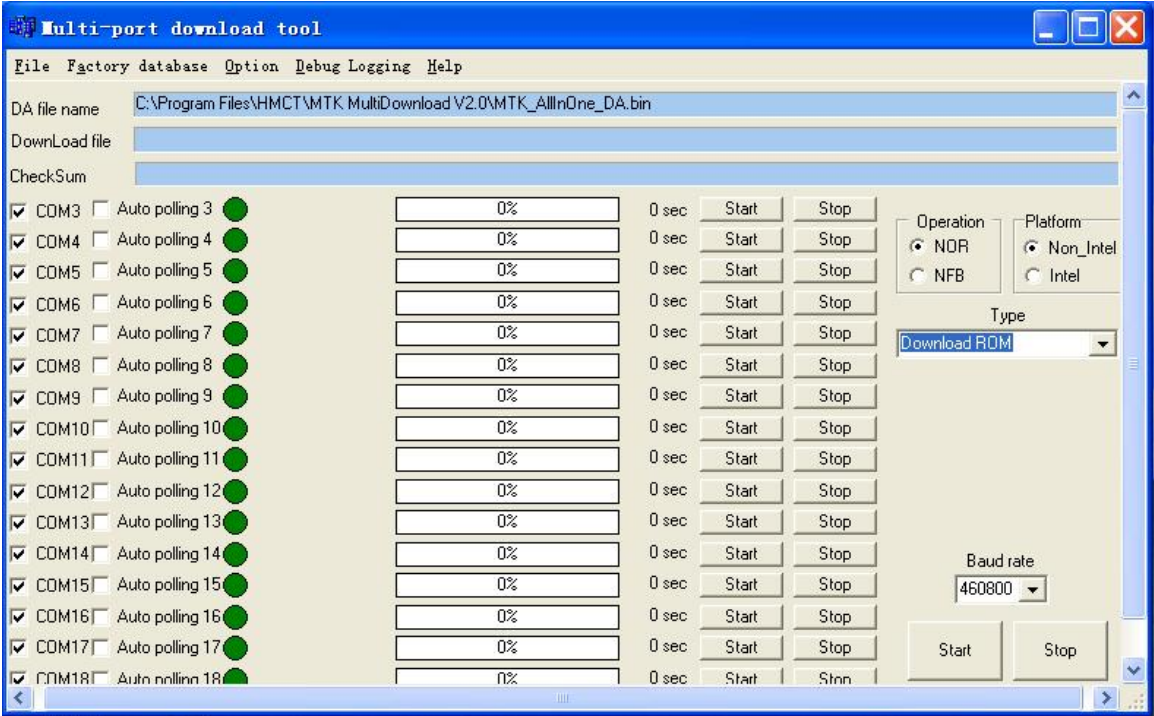 Multi-port download tool
File Factory database Option Debug Logging Help
DA file name C:\Program Files\HMCT\MTK MultiDownload V2.0\MTK_AllInOne_DA.bin
DownLoad file
CheckSum
COM3 Auto polling 3 0% 0 sec Start Stop
COM4 Auto polling 4 0% 0 sec Start Stop
COM5 Auto polling 5 0% 0 sec Start Stop
COM6 Auto polling 6 0% 0 sec Start Stop
COM7 Auto polling 7 0% 0 sec Start Stop
COM8 Auto polling 8 0% 0 sec Start Stop
COM9 Auto polling 9 0% 0 sec Start Stop
COM10 Auto polling 10 0% 0 sec Start Stop
COM11 Auto polling 11 0% 0 sec Start Stop
COM12 Auto polling 12 0% 0 sec Start Stop
COM13 Auto polling 13 0% 0 sec Start Stop
COM14 Auto polling 14 0% 0 sec Start Stop
COM15 Auto polling 15 0% 0 sec Start Stop
COM16 Auto polling 16 0% 0 sec Start Stop
COM17 Auto polling 17 0% 0 sec Start Stop
COM18 Auto polling 18 0% 0 sec Start Stop
Operation Platform
NOR Non_Intel
NFB Intel
Type
Download ROM
Baud rate
460800
Start Stop